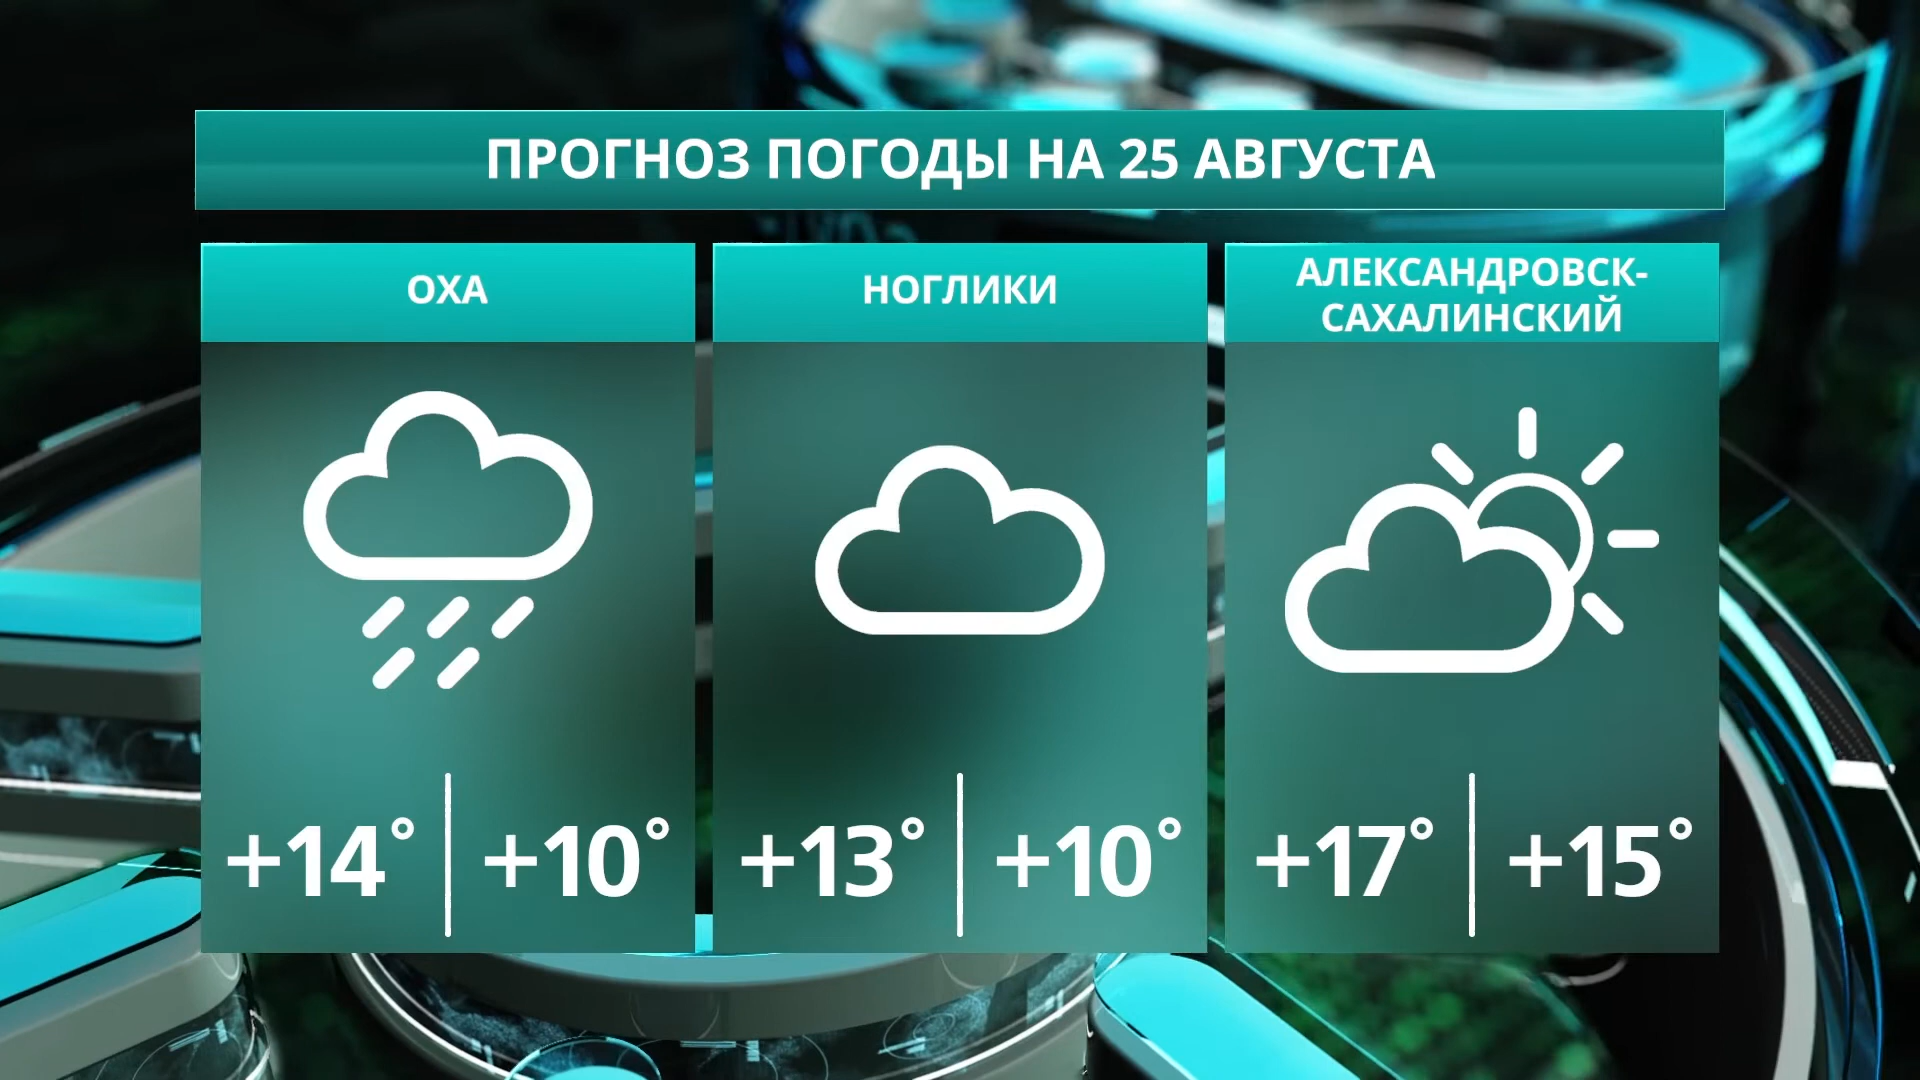 ПРОГНОЗ ПОГОДЫ НА 25 АВГУСТА
ОХА
+14° +10°
НОГЛИКИ
+13° +10°
АЛЕКСАНДРОВСК-
САХАЛИНСКИЙ
+17° +15°